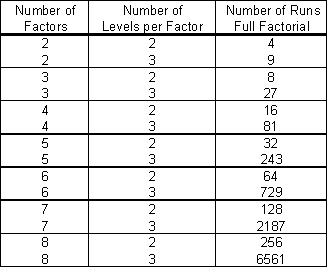 Number of Factors Number of Levels per Factor Number of Runs Full Factorial
2 2 4
2 3 9
3 2 8
3 3 27
4 2 16
4 3 81
5 2 32
5 3 243
6 2 64
6 3 729
7 2 128
7 3 2187
8 2 256
8 3 6561